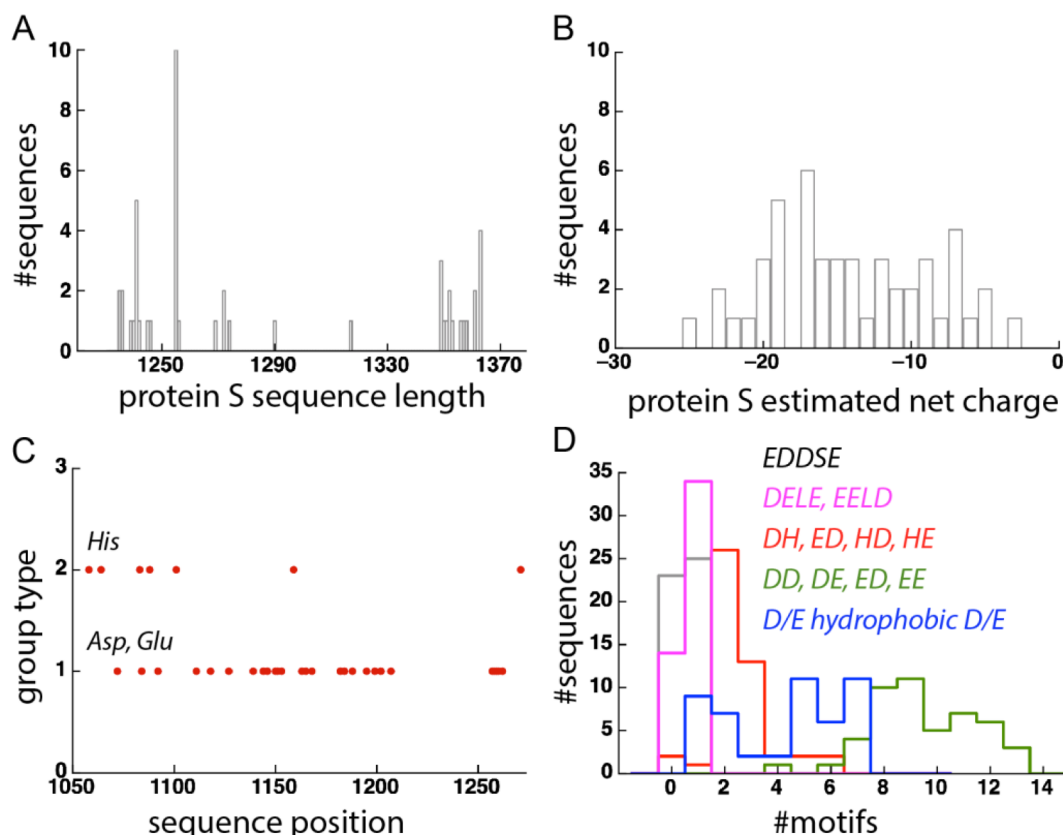 A
#sequences
10
8
6
4
2
0
1250 1290 1330 1370
protein S sequence length
B
#sequences
10
8
6
4
2
0
−30 −20 −10 0
protein S estimated net charge
C
group type
3
2
1
0
His
Asp, Glu
1050 1100 1150 1200 1250
sequence position
D
#sequences
35
30
25
20
15
10
5
0
EDDSE
DELE, EELD
DH, ED, HD, HE
DD, DE, ED, EE
D/E hydrophobic D/E
0 2 4 6 8 10 12 14
#motifs